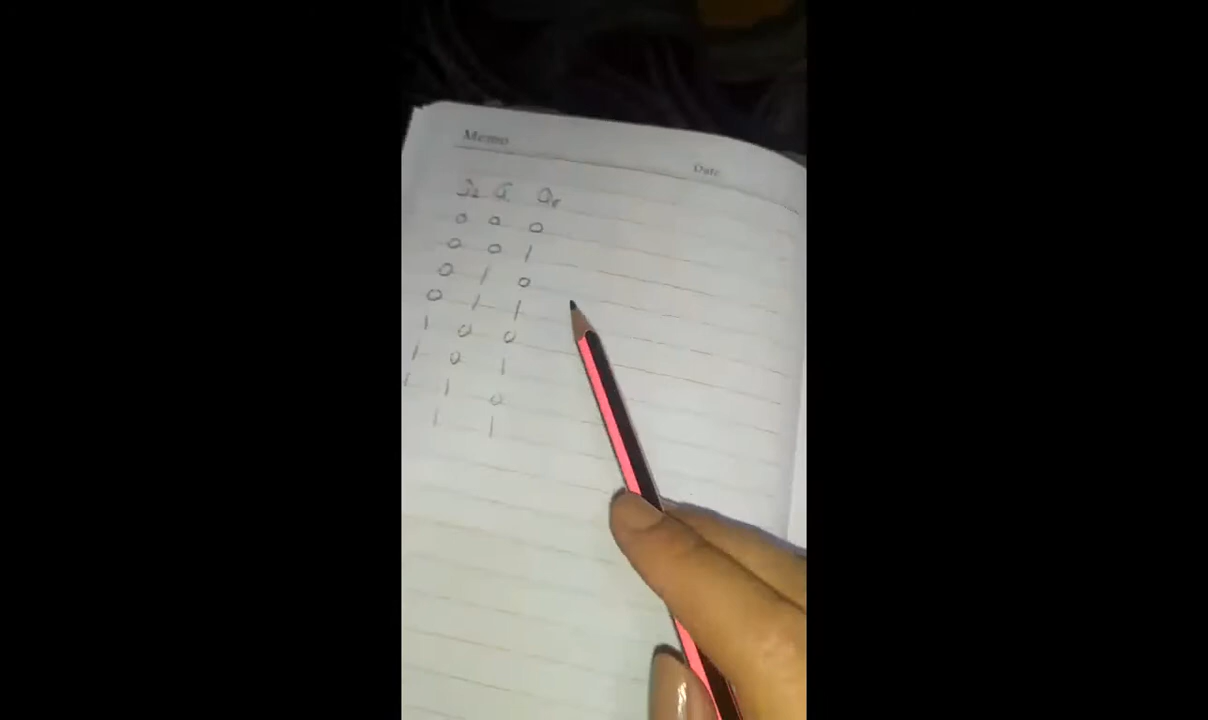 Memo
Date
Q2 Q1 Q0
0 0 0
0 0 1
0 1 0
0 1 1
1 0 0
1 0 1
1 1 0
1 1